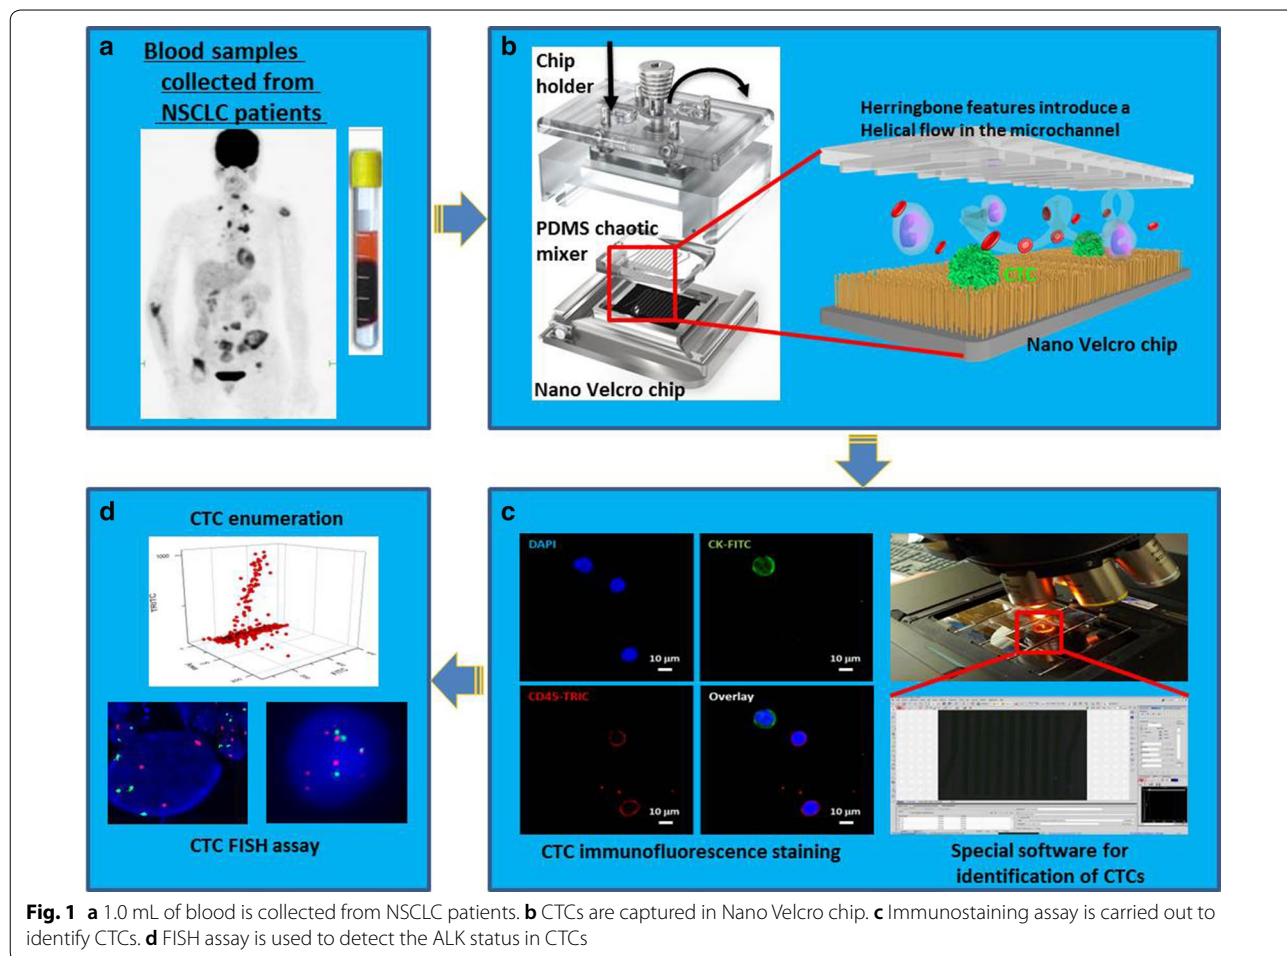 a
Blood samples
collected from
NSCLC patients
b
Chip
holder
PDMS chaotic
mixer
Nano Velcro chip
Herringbone features introduce a
Helical flow in the microchannel
CTC
Nano Velcro chip
d
CTC enumeration
1000
TRITC
FITC
CTC FISH assay
c
DAPI
10 µm
CK-FITC
10 µm
CD45-TRIC
10 µm
Overlay
10 µm
CTC immunofluorescence staining
Special software for
identification of CTCs
Fig. 1 a 1.0 mL of blood is collected from NSCLC patients. b CTCs are captured in Nano Velcro chip. c Immunostaining assay is carried out to
identify CTCs. d FISH assay is used to detect the ALK status in CTCs